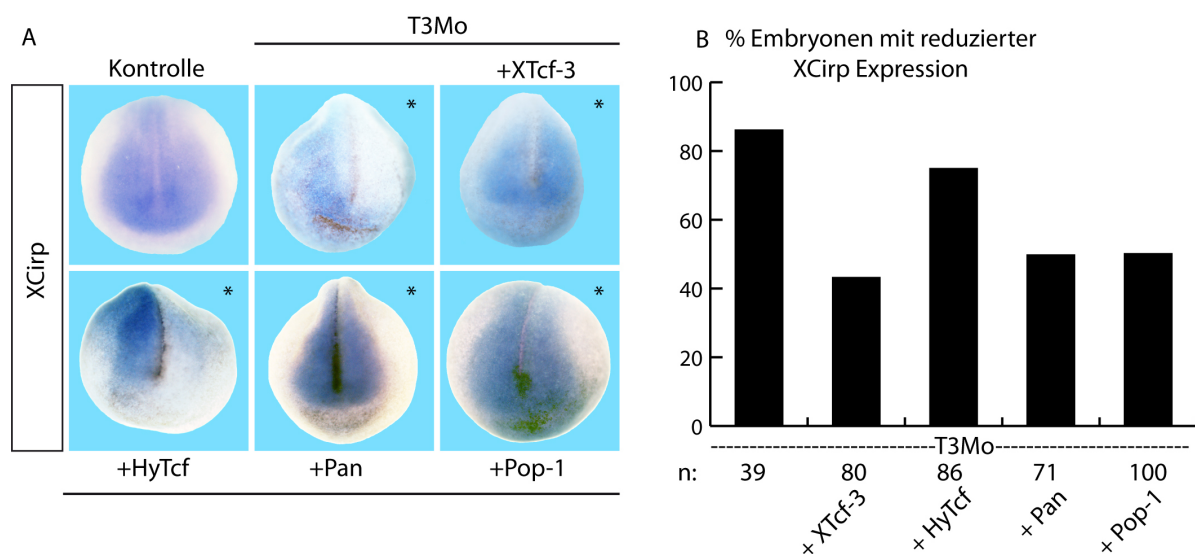 A
T3Mo
Kontrolle
+XTcf-3
XCirp
*
*
*
*
*
+HyTcf
+Pan
+Pop-1
B % Embryonen mit reduzierter
XCirp Expression
100
80
60
40
20
0
T3Mo
n: 39 80 86 71 100
+ XTcf-3
+ HyTcf
+ Pan
+ Pop-1